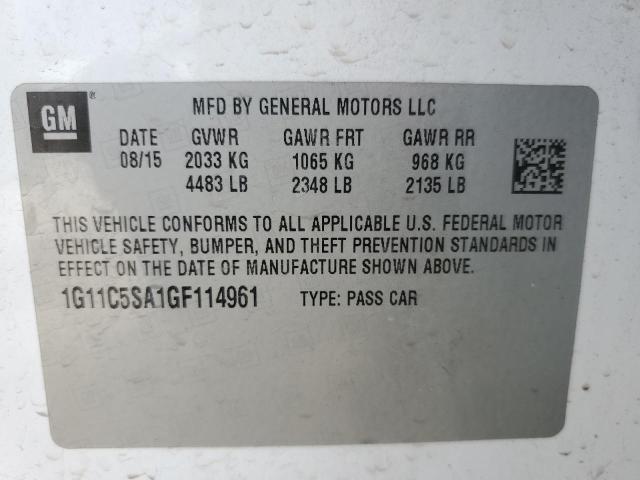 GM®
MFD BY GENERAL MOTORS LLC
DATE GVWR GAWR FRT GAWR RR
08/15 2033 KG 1065 KG 968 KG
4483 LB 2348 LB 2135 LB
THIS VEHICLE CONFORMS TO ALL APPLICABLE U.S. FEDERAL MOTOR
VEHICLE SAFETY, BUMPER, AND THEFT PREVENTION STANDARDS IN
EFFECT ON THE DATE OF MANUFACTURE SHOWN ABOVE.
1G11C5SA1GF114961 TYPE: PASS CAR